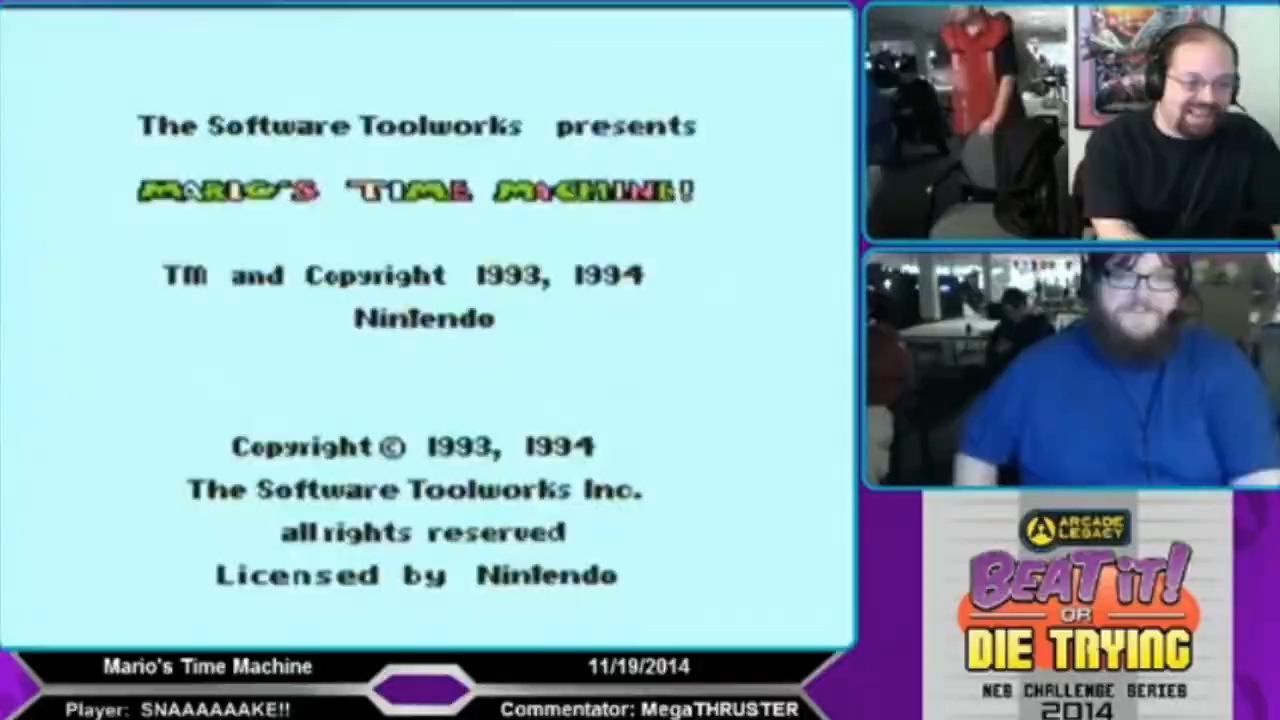 The Software Toolworks presents
MARIO'S TIME MACHINE!
TM and Copyright 1993, 1994
Nintendo
Copyright © 1993, 1994
The Software Toolworks Inc.
all rights reserved
Licensed by Nintendo
ARCADE
LEGACY
BEAT iT!
OR
DIE TRYING
NES CHALLENGE SERIES
2014
Mario's Time Machine
11/19/2014
Player: SNAAAAAAKE!!
Commentator: MegaTHRUSTER